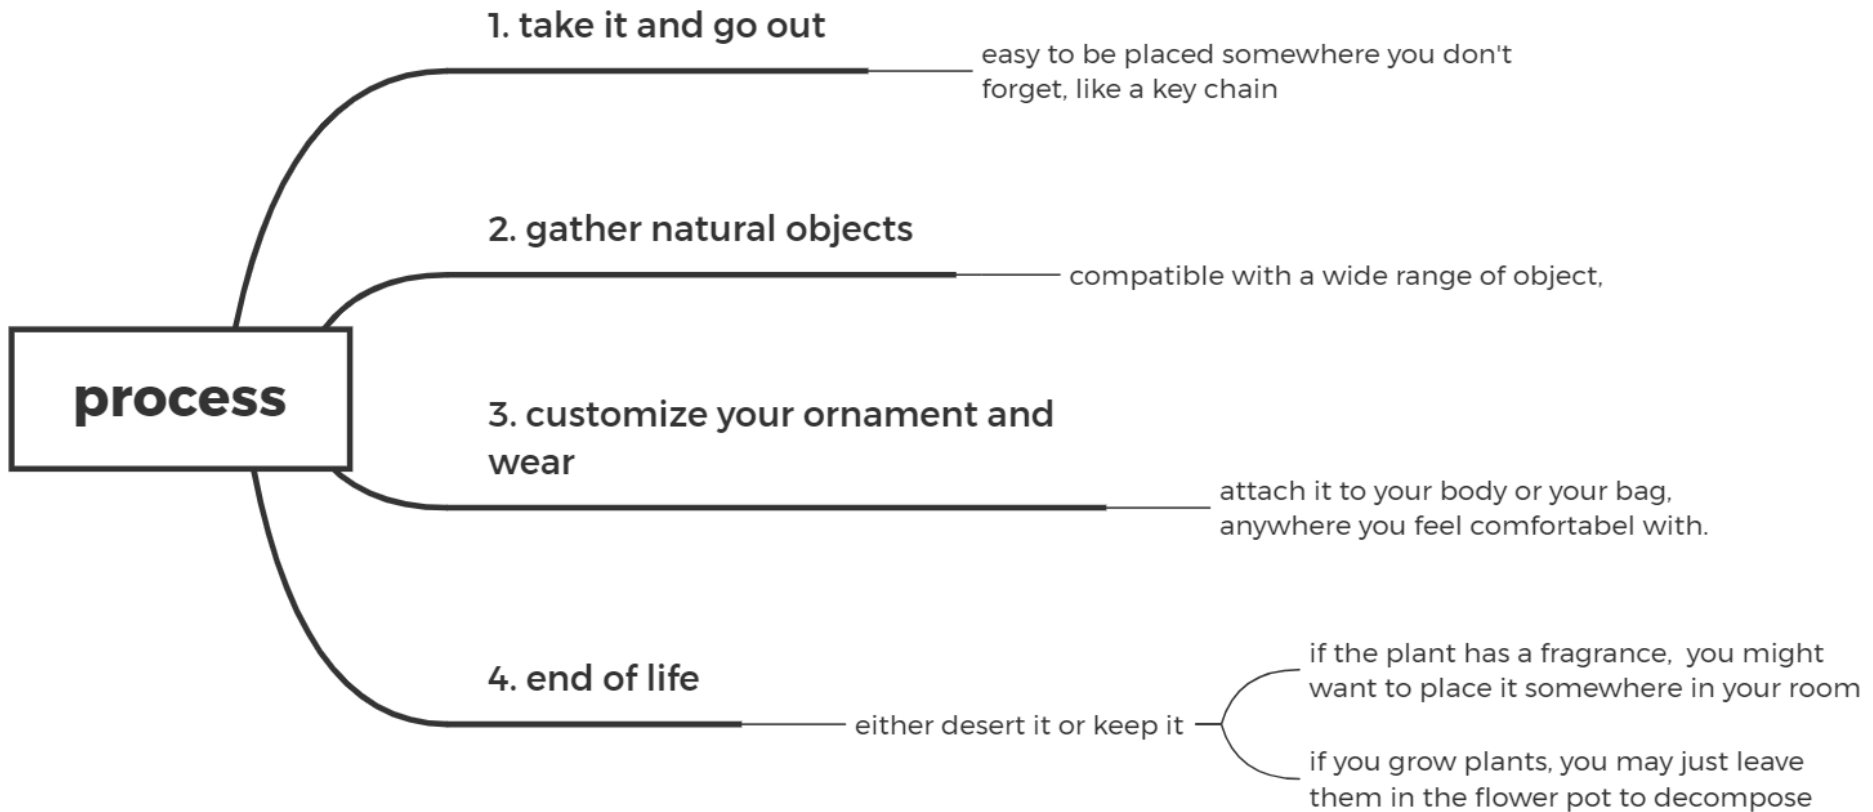 process
1. take it and go out
easy to be placed somewhere you don't
forget, like a key chain
2. gather natural objects
compatible with a wide range of object,
3. customize your ornament and
wear
attach it to your body or your bag,
anywhere you feel comfortabel with.
4. end of life
either desert it or keep it
if the plant has a fragrance,  you might
want to place it somewhere in your room
if you grow plants, you may just leave
them in the flower pot to decompose